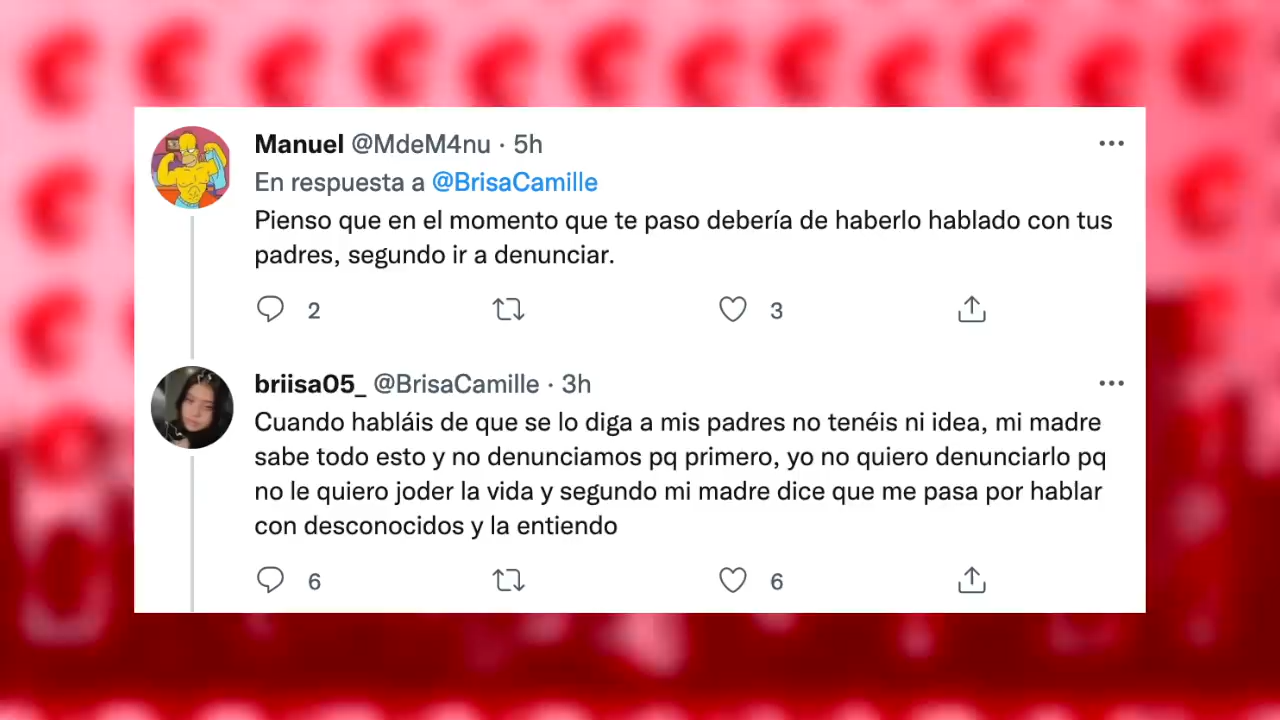 Manuel @MdeM4nu · 5h
En respuesta a @BrisaCamille
Pienso que en el momento que te paso debería de haberlo hablado con tus
padres, segundo ir a denunciar.
2 3
briisa05_ @BrisaCamille · 3h
Cuando habláis de que se lo diga a mis padres no tenéis ni idea, mi madre
sabe todo esto y no denunciamos pq primero, yo no quiero denunciarlo pq
no le quiero joder la vida y segundo mi madre dice que me pasa por hablar
con desconocidos y la entiendo
6 6